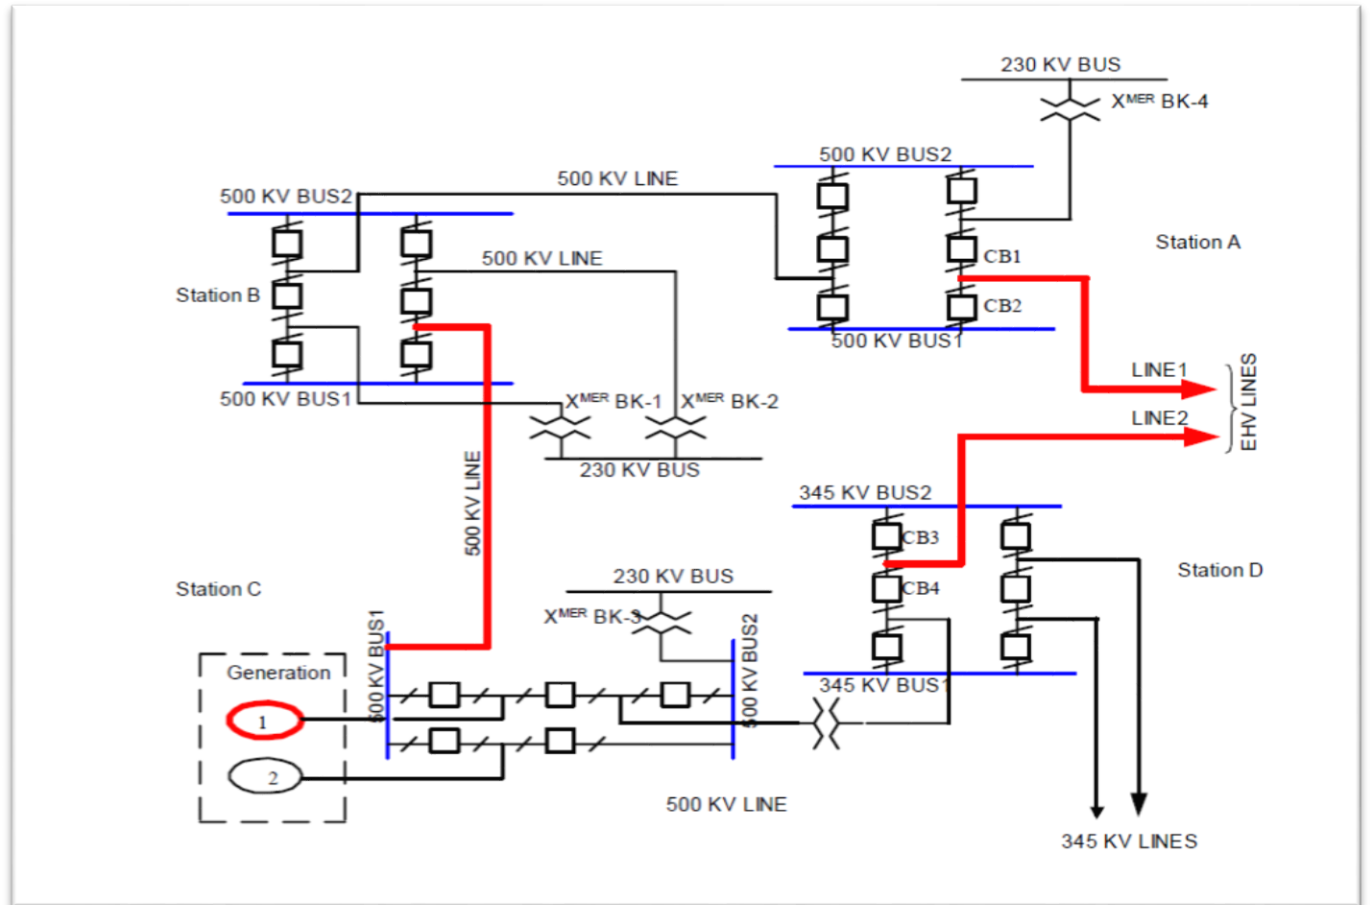 230 KV BUS
XMER BK-4
500 KV BUS2
500 KV LINE
500 KV BUS2
Station A
CB1
500 KV LINE
Station B
CB2
500 KV BUS1
LINE1
EHV LINES
500 KV BUS1
XMER BK-1
XMER BK-2
LINE2
230 KV BUS
500 KV LINE
345 KV BUS2
CB3
Station D
230 KV BUS
Station C
CB4
XMER BK-3
500 KV BUS1
500 KV BUS2
Generation
345 KV BUS1
1
2
500 KV LINE
345 KV LINES